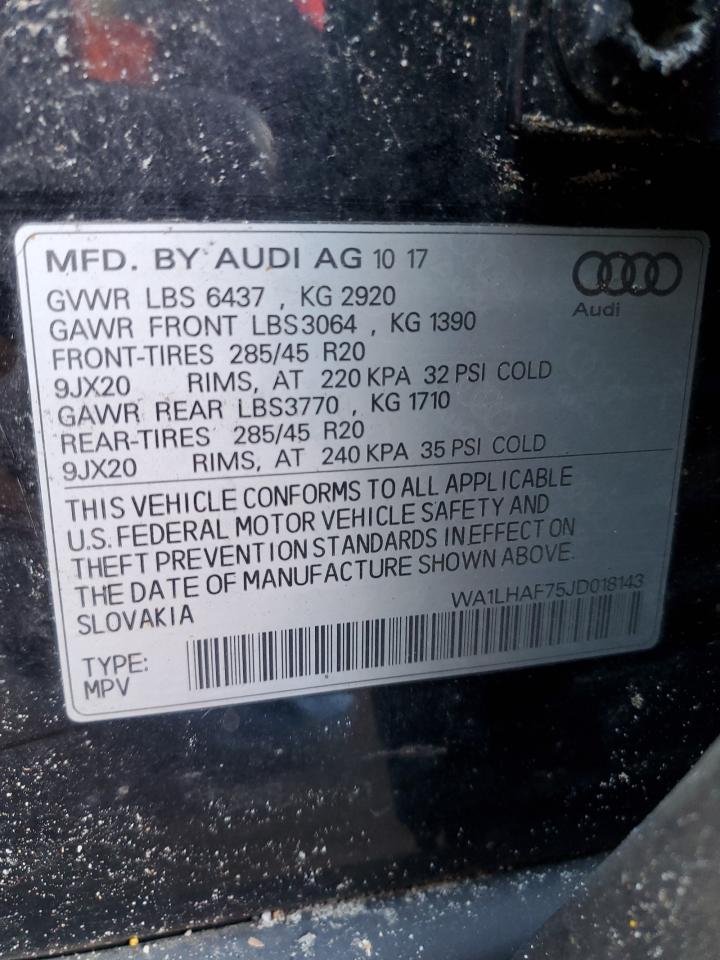 MFD. BY AUDI AG 10 17
Audi
GVWR LBS 6437 , KG 2920
GAWR FRONT LBS3064 , KG 1390
FRONT-TIRES 285/45 R20
9JX20 RIMS, AT 220 KPA 32 PSI COLD
GAWR REAR LBS3770 , KG 1710
REAR-TIRES 285/45 R20
9JX20 RIMS, AT 240 KPA 35 PSI COLD
THIS VEHICLE CONFORMS TO ALL APPLICABLE
U.S. FEDERAL MOTOR VEHICLE SAFETY AND
THEFT PREVENTION STANDARDS IN EFFECT ON
THE DATE OF MANUFACTURE SHOWN ABOVE.
SLOVAKIA
WA1LHAF75JD018143
TYPE:
MPV